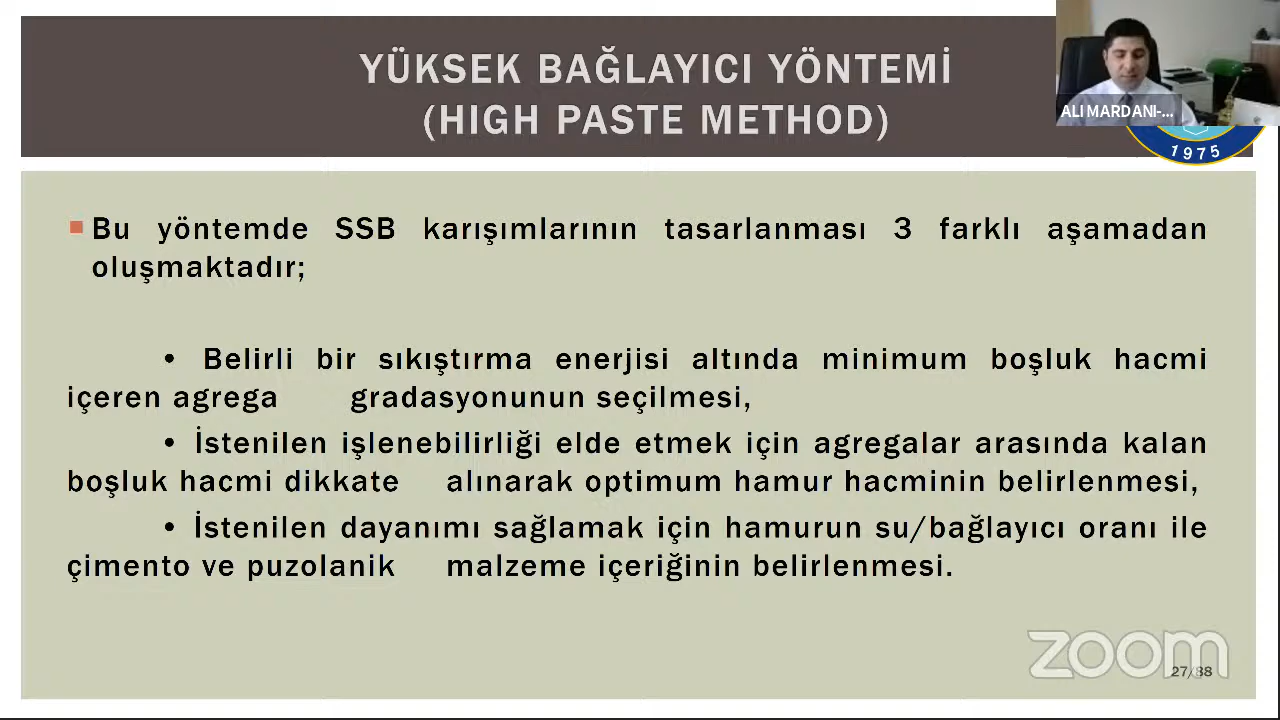 YÜKSEK BAĞLAYICI YÖNTEMİ
(HIGH PASTE METHOD)
ALI MARDANI-...
1975
Bu yöntemde SSB karışımlarının tasarlanması 3 farklı aşamadan
oluşmaktadır;
• Belirli bir sıkıştırma enerjisi altında minimum boşluk hacmi
içeren agrega gradasyonunun seçilmesi,
• İstenilen işlenebilirliği elde etmek için agregalar arasında kalan
boşluk hacmi dikkate alınarak optimum hamur hacminin belirlenmesi,
• İstenilen dayanımı sağlamak için hamurun su/bağlayıcı oranı ile
çimento ve puzolanik malzeme içeriğinin belirlenmesi.
zoom
27/38